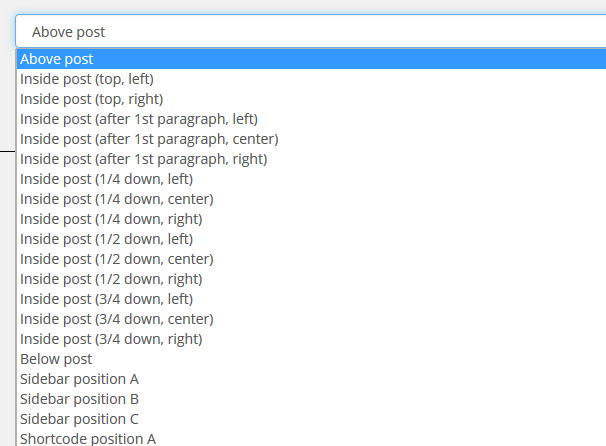 Above post
Above post
Inside post (top, left)
Inside post (top, right)
Inside post (after 1st paragraph, left)
Inside post (after 1st paragraph, center)
Inside post (after 1st paragraph, right)
Inside post (1/4 down, left)
Inside post (1/4 down, center)
Inside post (1/4 down, right)
Inside post (1/2 down, left)
Inside post (1/2 down, center)
Inside post (1/2 down, right)
Inside post (3/4 down, left)
Inside post (3/4 down, center)
Inside post (3/4 down, right)
Below post
Sidebar position A
Sidebar position B
Sidebar position C
Shortcode position A